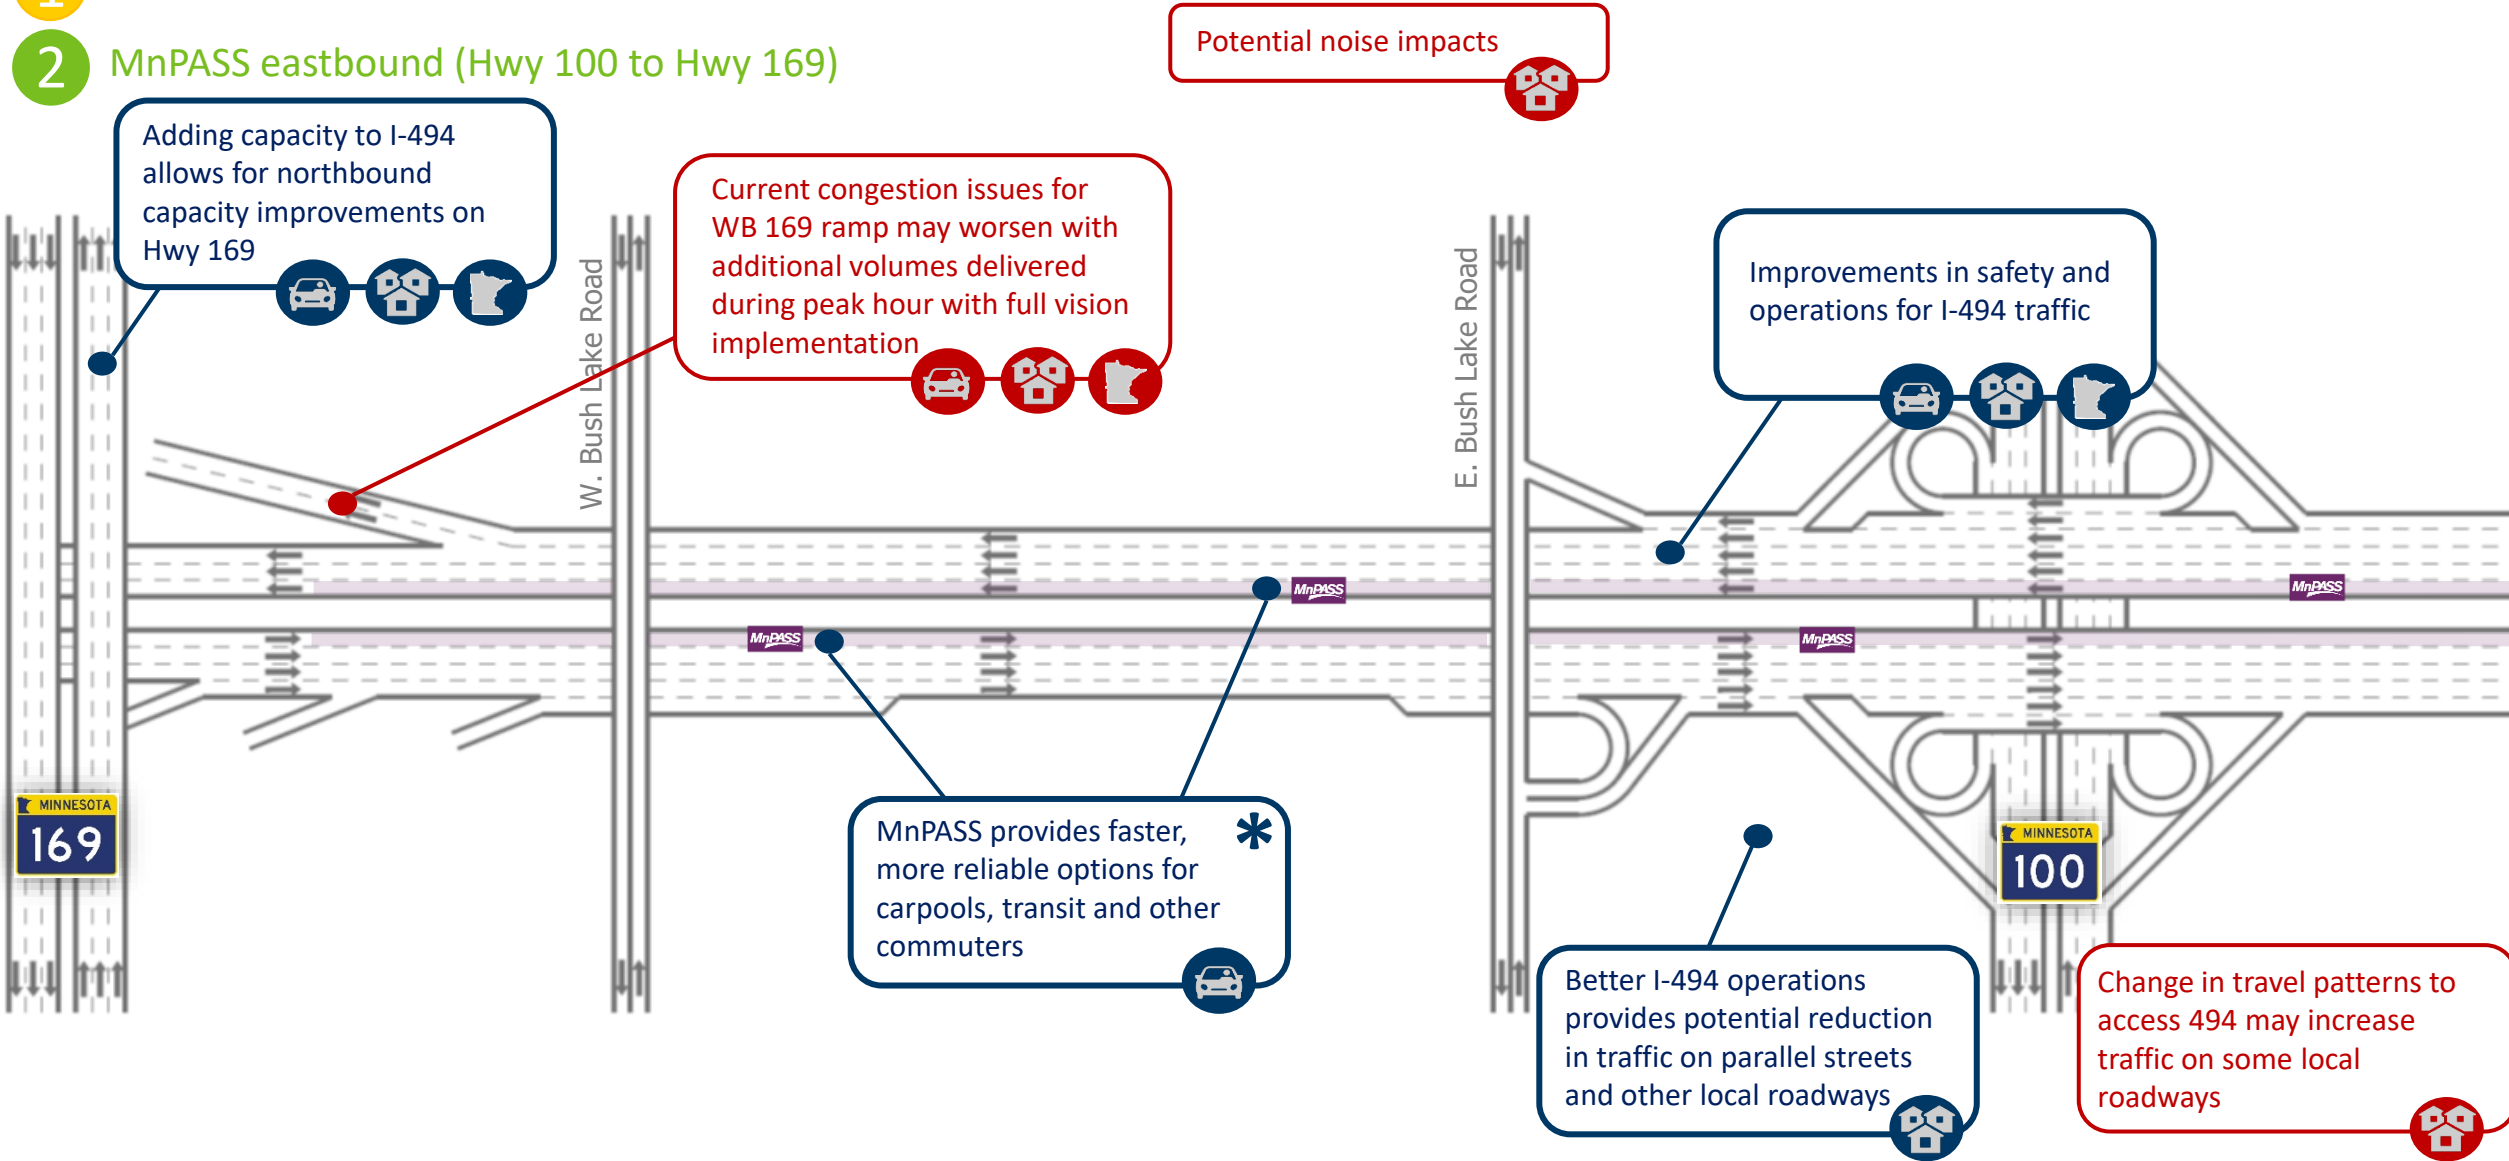 1
2 MnPASS eastbound (Hwy 100 to Hwy 169)
Potential noise impacts
Adding capacity to I-494
allows for northbound
capacity improvements on
Hwy 169
Current congestion issues for
WB 169 ramp may worsen with
additional volumes delivered
during peak hour with full vision
implementation
Improvements in safety and
operations for I-494 traffic
W. Bush Lake Road
E. Bush Lake Road
MnPASS
MnPASS
MnPASS
MnPASS
MINNESOTA
169
MnPASS provides faster, *
more reliable options for
carpools, transit and other
commuters
MINNESOTA
100
Better I-494 operations
provides potential reduction
in traffic on parallel streets
and other local roadways
Change in travel patterns to
access 494 may increase
traffic on some local
roadways